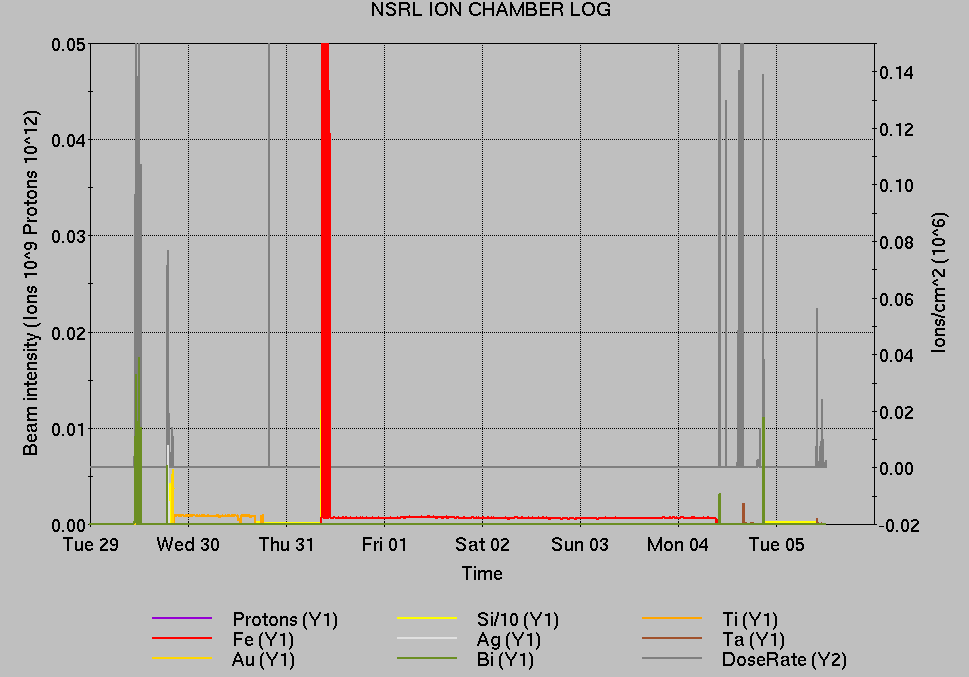 NSRL ION CHAMBER LOG
Beam intensity (Ions 10^9 Protons 10^12)
0.05
0.04
0.03
0.02
0.01
0.00
0.14
0.12
0.10
0.08
0.06
0.04
0.02
0.00
-0.02
Ions/cm^2 (10^6)
Tue 29 Wed 30 Thu 31 Fri 01 Sat 02 Sun 03 Mon 04 Tue 05
Time
Protons (Y1) Si/10 (Y1) Ti (Y1)
Fe (Y1) Ag (Y1) Ta (Y1)
Au (Y1) Bi (Y1) DoseRate (Y2)